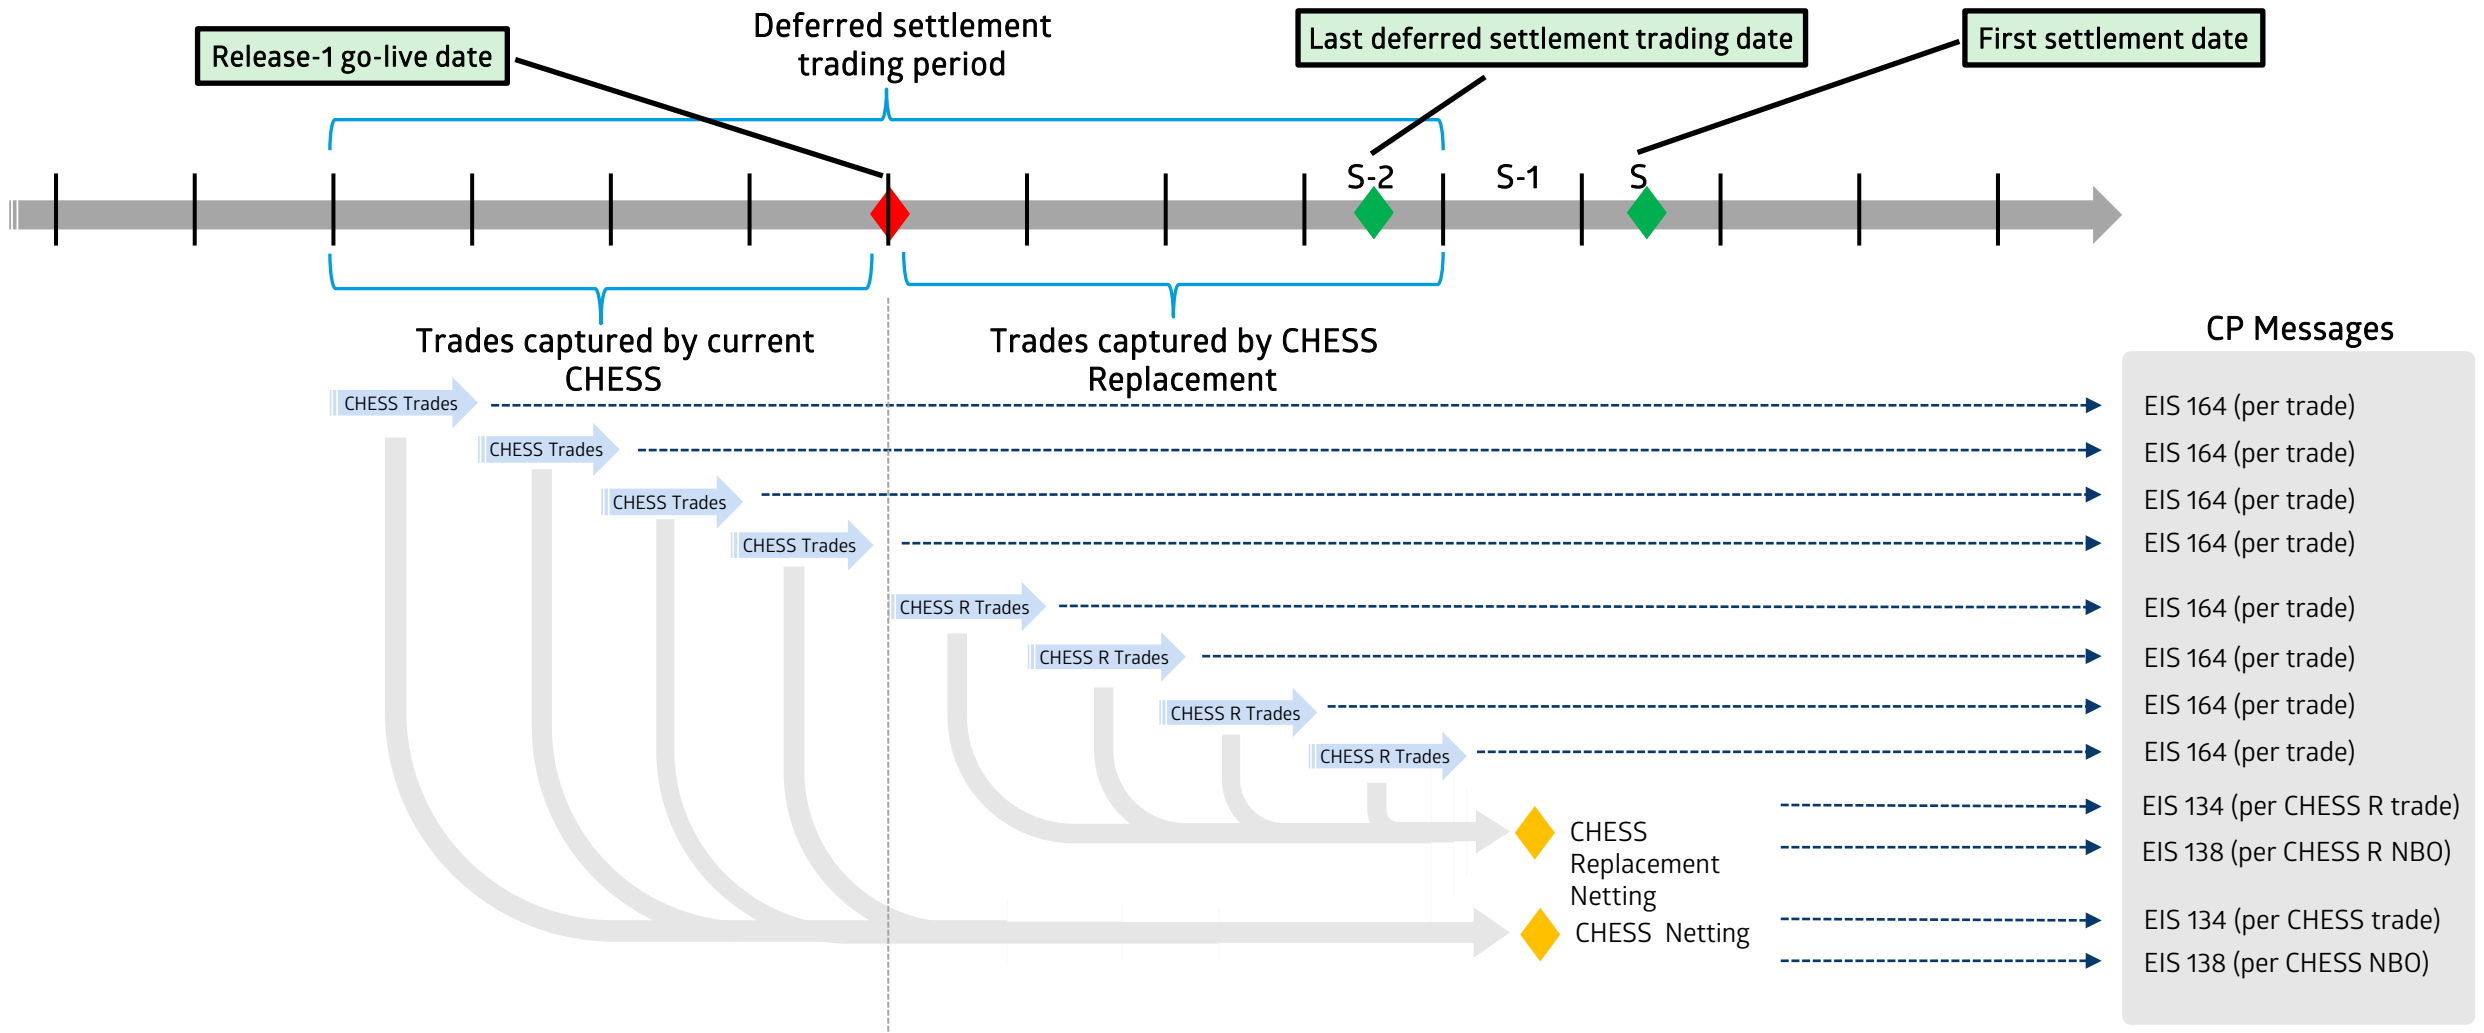 Deferred settlement
trading period
Release-1 go-live date
Last deferred settlement trading date
First settlement date
S-2
S-1
S
Trades captured by current
CHESS
Trades captured by CHESS
Replacement
CP Messages
CHESS Trades
EIS 164 (per trade)
CHESS Trades
EIS 164 (per trade)
CHESS Trades
EIS 164 (per trade)
CHESS Trades
EIS 164 (per trade)
CHESS R Trades
EIS 164 (per trade)
CHESS R Trades
EIS 164 (per trade)
CHESS R Trades
EIS 164 (per trade)
CHESS R Trades
EIS 164 (per trade)
CHESS
Replacement
Netting
EIS 134 (per CHESS R trade)
EIS 138 (per CHESS R NBO)
CHESS  Netting
EIS 134 (per CHESS trade)
EIS 138 (per CHESS NBO)